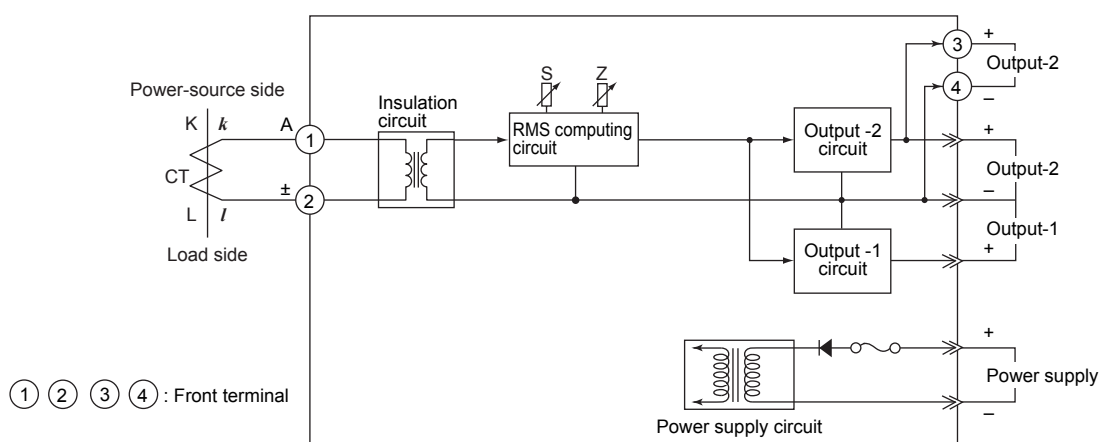 Power-source side
K k
CT
L l
Load side
A 1
± 2
Insulation
circuit
S
Z
RMS computing
circuit
Output -2
circuit
Output -1
circuit
3 +
Output-2
4 –
+
Output-2
–
Output-1
+
+
Power supply
–
Power supply circuit
1 2 3 4 : Front terminal